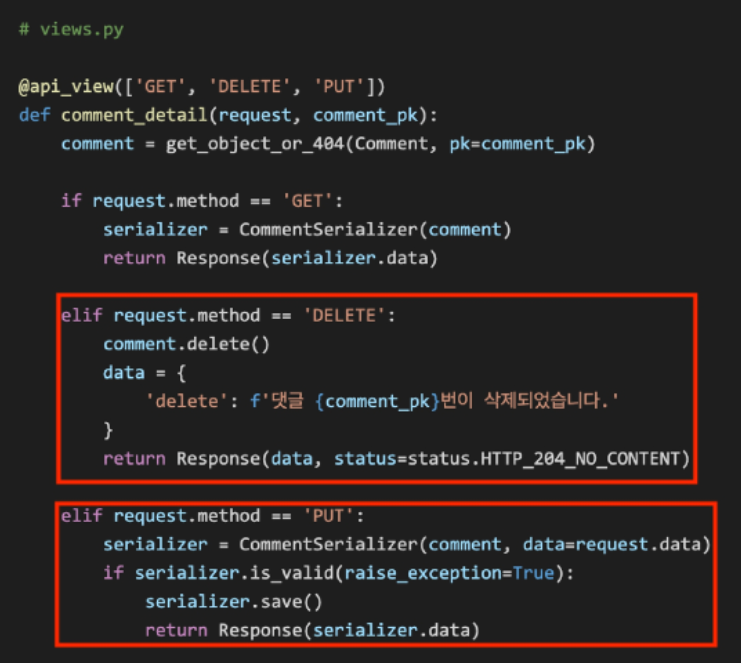 # views.py
@api_view(['GET', 'DELETE', 'PUT'])
def comment_detail(request, comment_pk):
    comment = get_object_or_404(Comment, pk=comment_pk)
    if request.method == 'GET':
        serializer = CommentSerializer(comment)
        return Response(serializer.data)
    elif request.method == 'DELETE':
        comment.delete()
        data = {
            'delete': f'댓글 {comment_pk}번이 삭제되었습니다.'
        }
        return Response(data, status=status.HTTP_204_NO_CONTENT)
    elif request.method == 'PUT':
        serializer = CommentSerializer(comment, data=request.data)
        if serializer.is_valid(raise_exception=True):
            serializer.save()
            return Response(serializer.data)